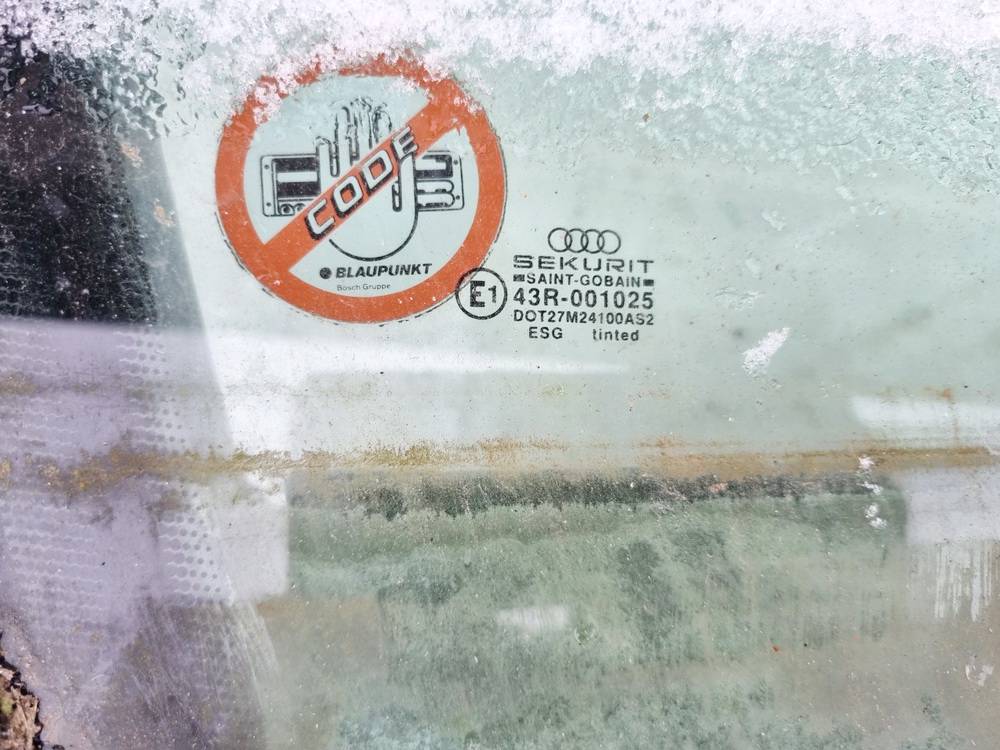 CODE
BLAUPUNKT
Bosch Gruppe
SEKURIT
SAINT-GOBAIN
E1
43R-001025
DOT27M24100AS2
ESG tinted